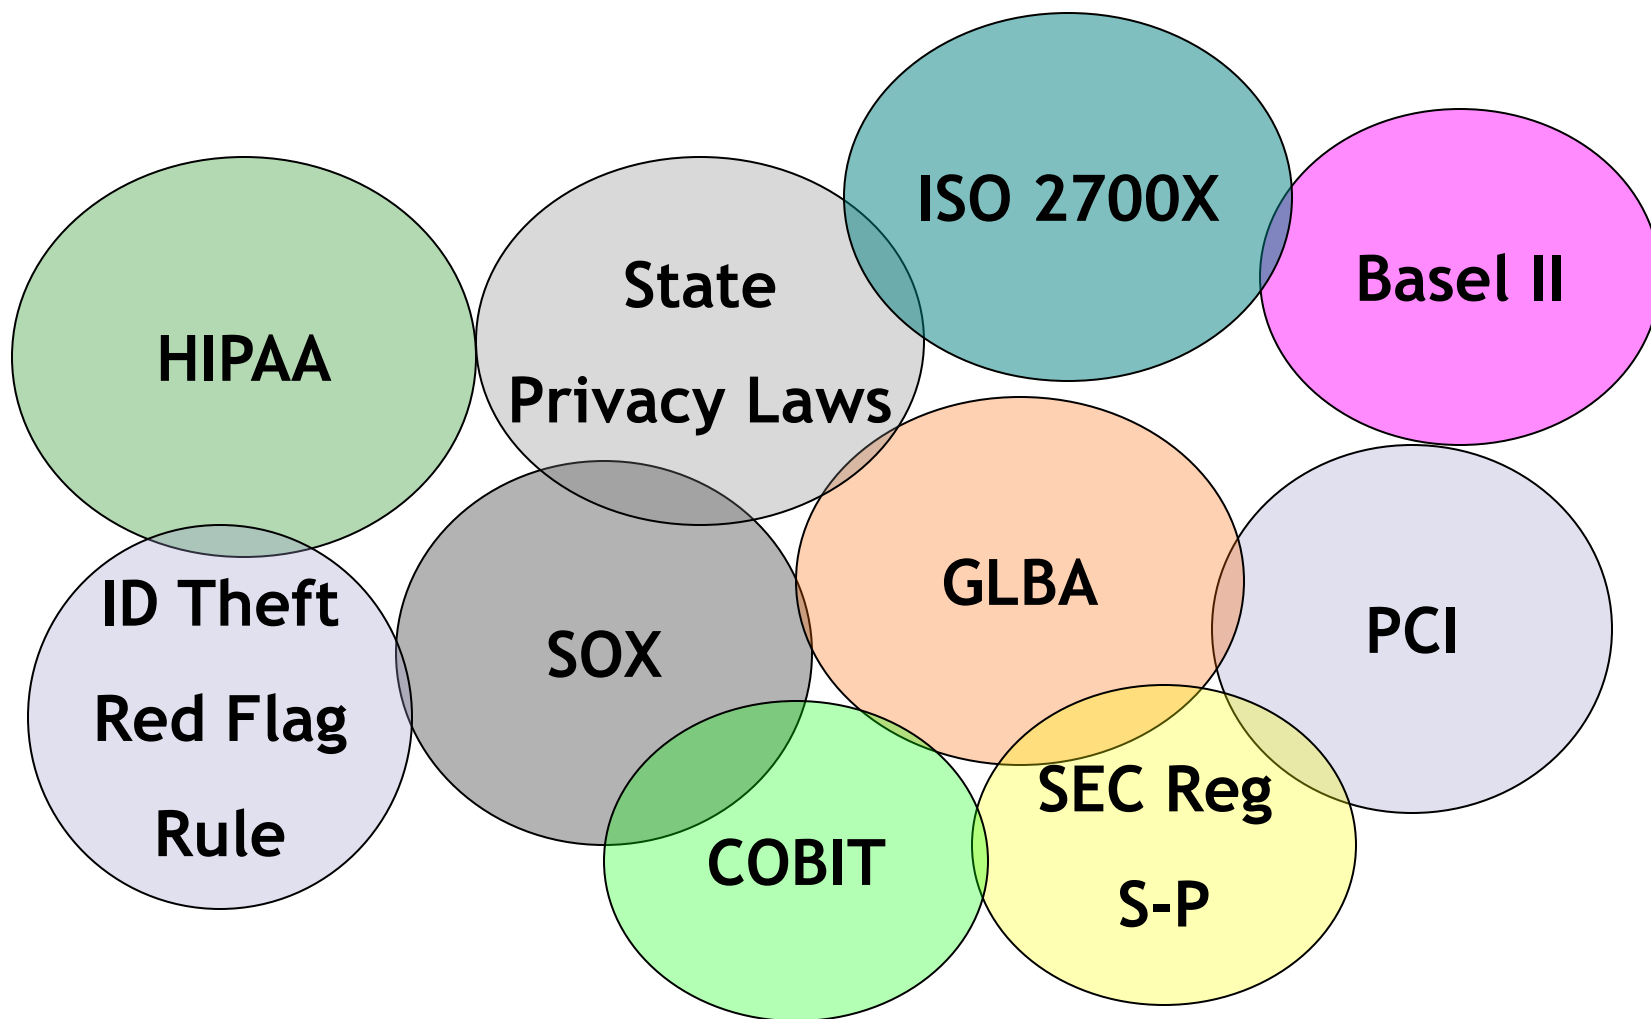 ISO 2700X
Basel II
State
Privacy Laws
HIPAA
GLBA
PCI
ID Theft
Red Flag
Rule
SOX
COBIT
SEC Reg
S-P